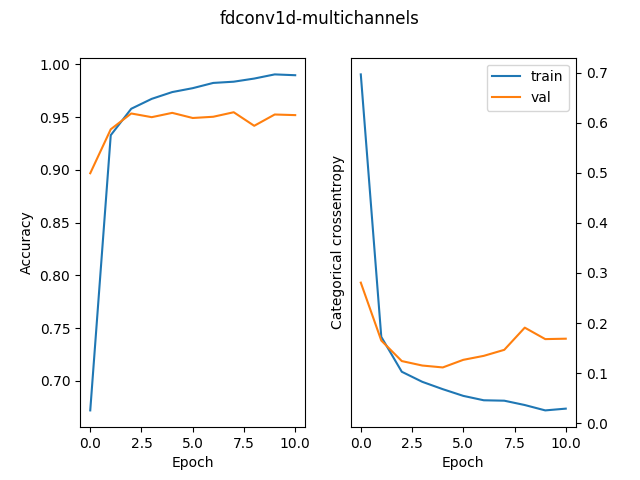 fdconv1d-multichannels
Accuracy
1.00
0.95
0.90
0.85
0.80
0.75
0.70
0.0 2.5 5.0 7.5 10.0
Epoch
Categorical crossentropy
train
val
0.7
0.6
0.5
0.4
0.3
0.2
0.1
0.0
0.0 2.5 5.0 7.5 10.0
Epoch